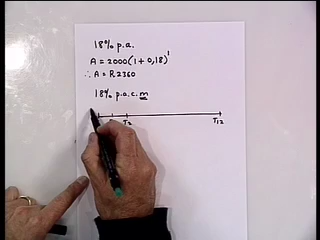 18% p.a.
A = 2000(1 + 0,18)¹
∴ A = R2360
18% p.a.c.m
T₂ T₁₂